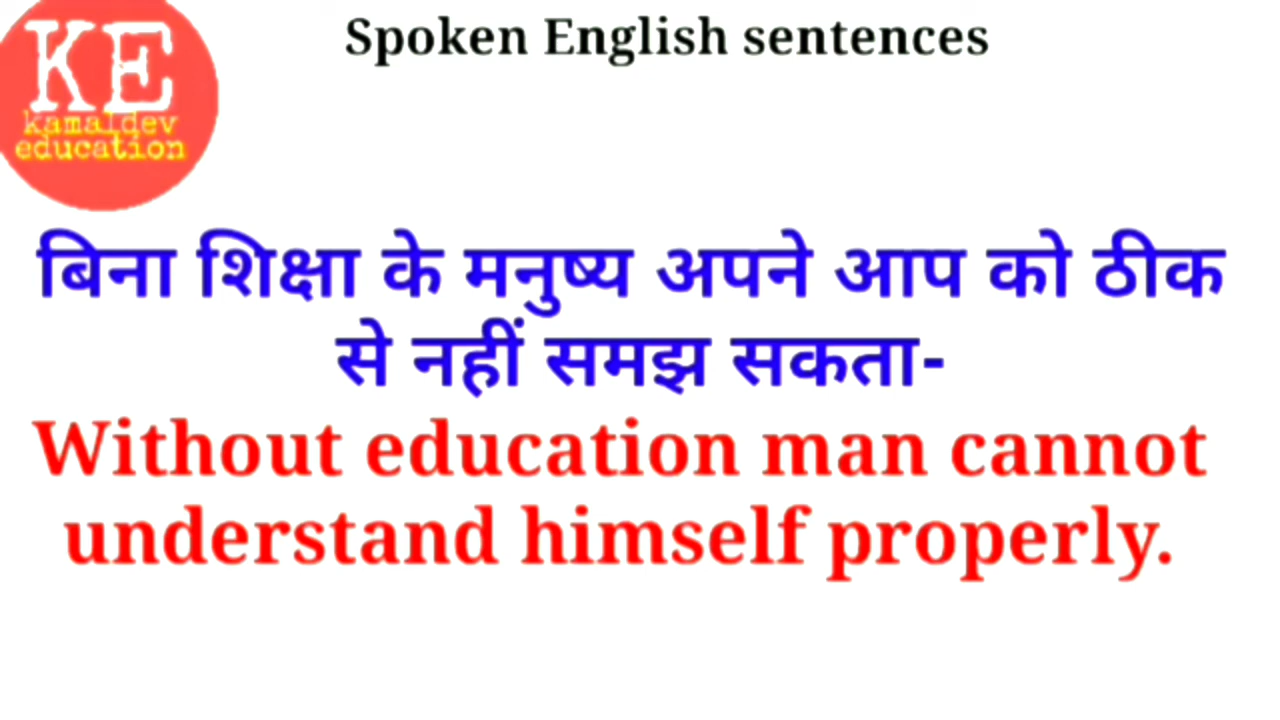 Spoken English sentences
KE
kamaldev
education
बिना शिक्षा के मनुष्य अपने आप को ठीक
से नहीं समझ सकता-
Without education man cannot
understand himself properly.